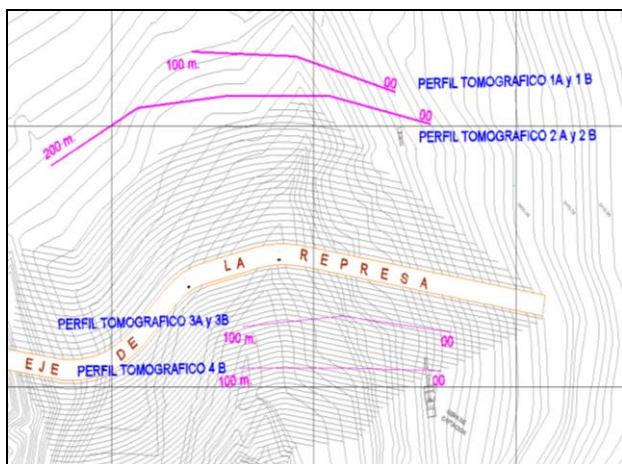 100 m.
00
PERFIL TOMOGRAFICO 1A y 1 B
00
PERFIL TOMOGRAFICO 2 A y 2 B
200 m.
EJE DE LA REPRESA
PERFIL TOMOGRAFICO 3A y 3B
100 m.
00
PERFIL TOMOGRAFICO 4 B
100 m.
00